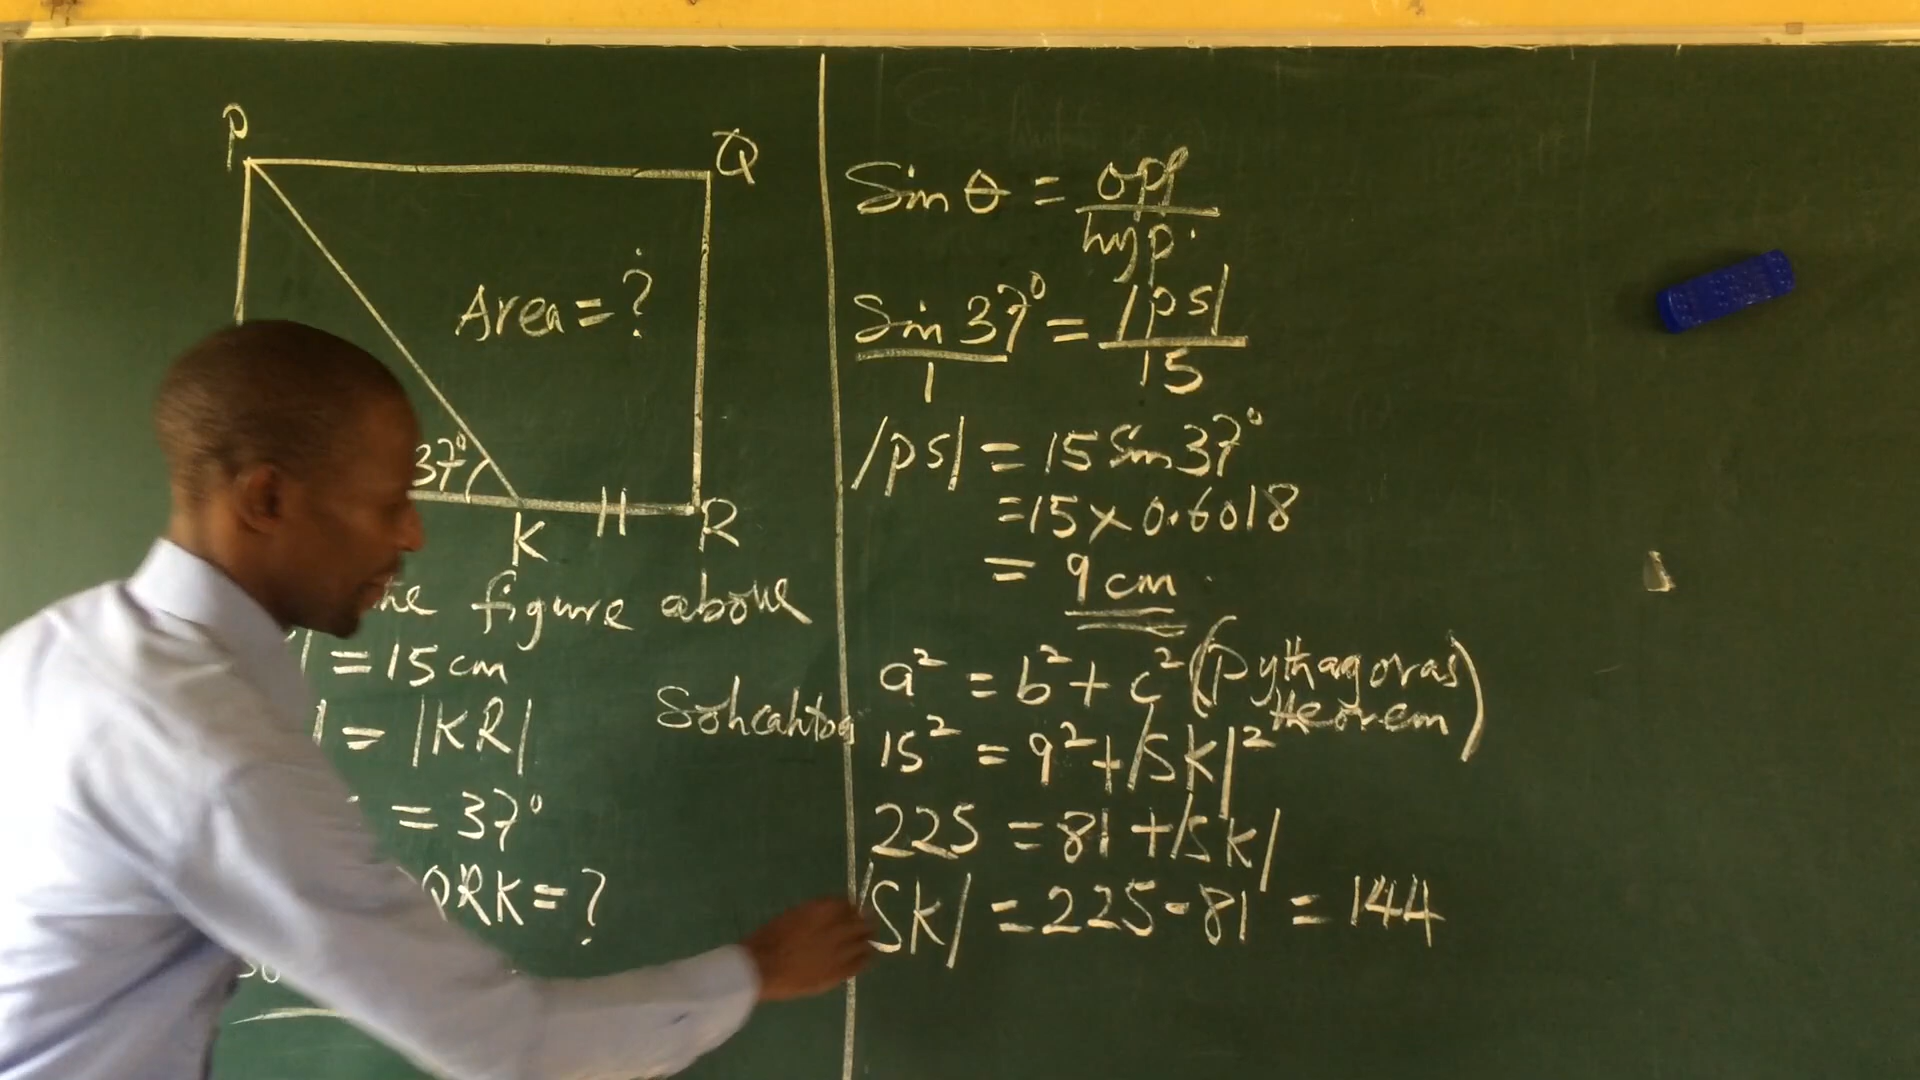 P
Q
Area = ?
37°
K
R
the figure above
| = 15cm
| = |KR|
= 37°
QRK = ?
so
Sohcahtoa
Sin θ = opp/hyp.
Sin 37°/1 = /ps|/15
/ps| = 15 Sin 37°
= 15 × 0.6018
= 9 cm
a² = b² + c² (pythagoras theorem)
15² = 9² + /SK|²
225 = 81 + /SK|
/SK| = 225 - 81 = 144